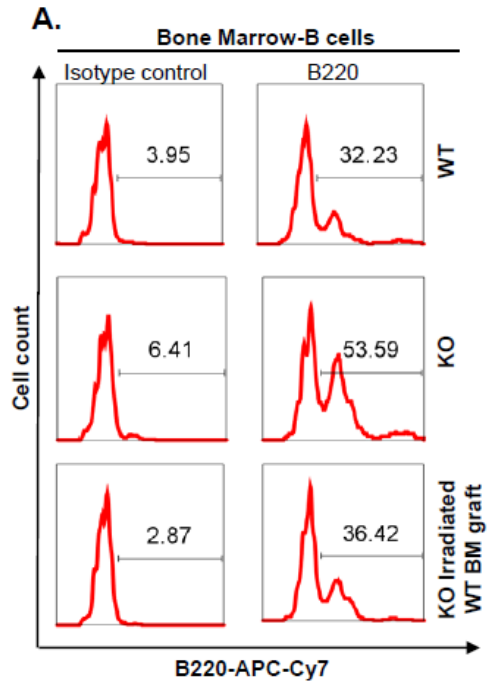 A.
Bone Marrow-B cells
Isotype control B220
3.95 32.23 WT
6.41 53.59 KO
2.87 36.42 KO Irradiated
WT BM graft
Cell count
B220-APC-Cy7